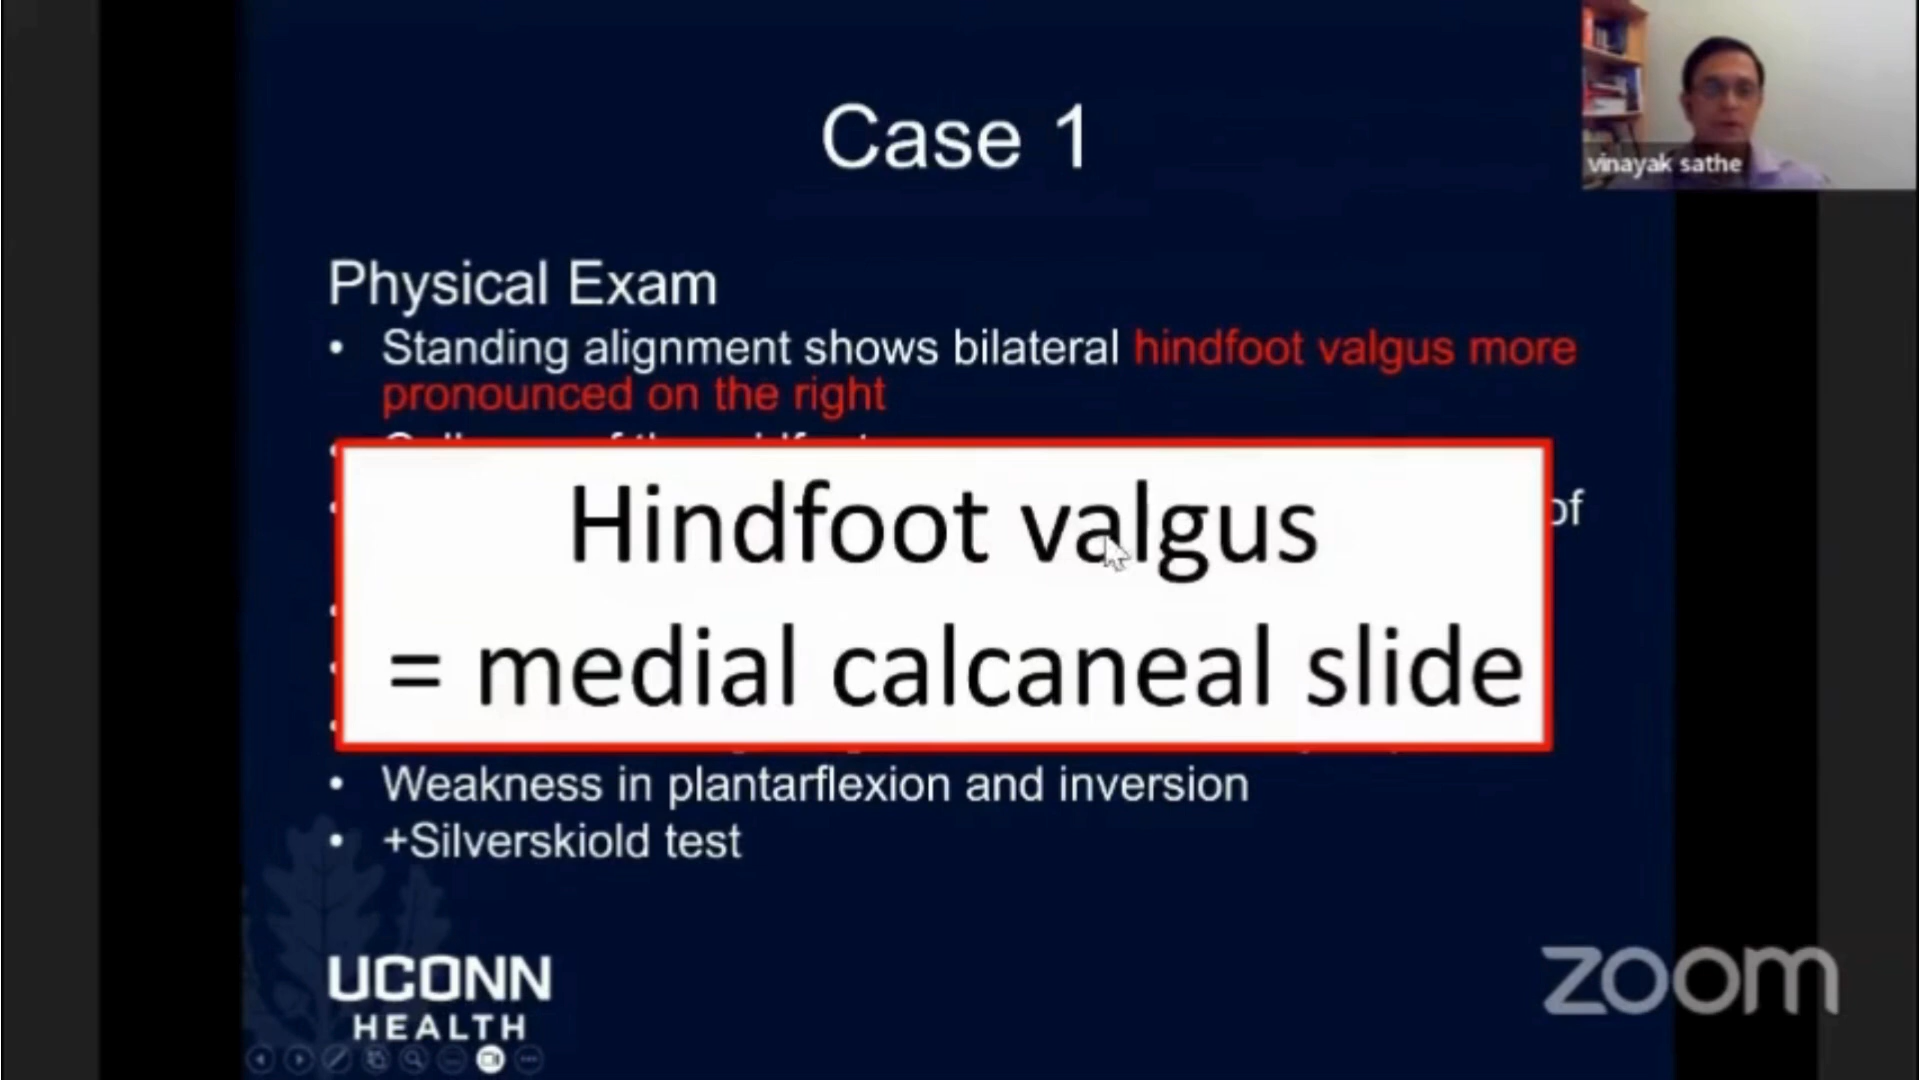 Case 1
vinayak sathe
Physical Exam
• Standing alignment shows bilateral hindfoot valgus more
pronounced on the right
of
Hindfoot valgus
= medial calcaneal slide
• Weakness in plantarflexion and inversion
• +Silverskiold test
UCONN
HEALTH
zoom